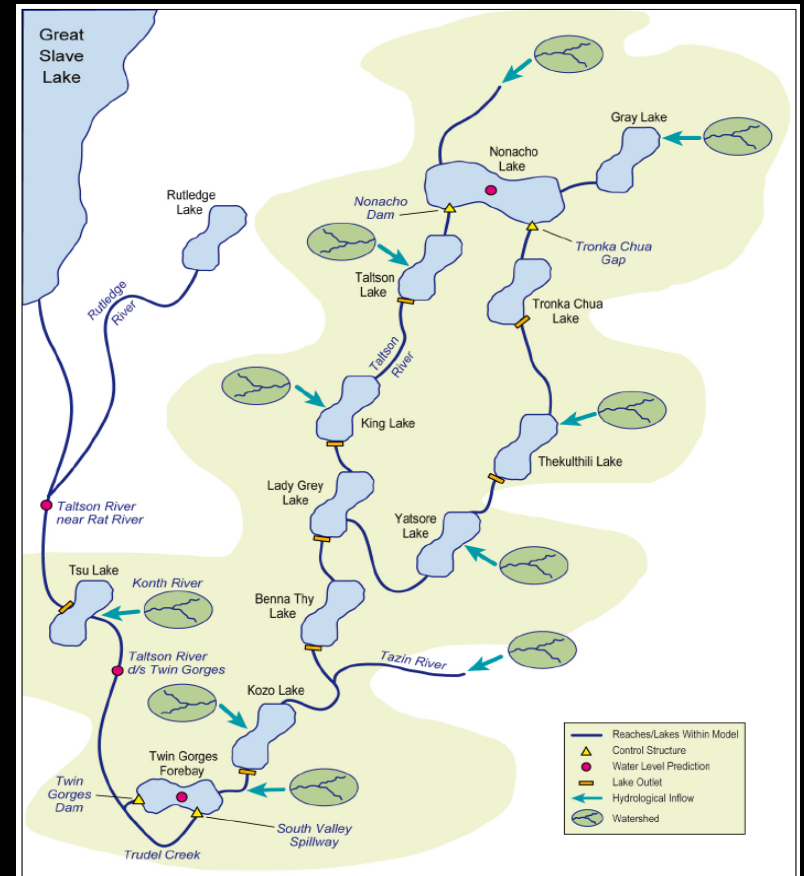 Great
Slave
Lake
Gray Lake
Nonacho
Lake
Rutledge
Lake
Nonacho
Dam
Tronka Chua
Gap
Taltson
Lake
Tronka Chua
Lake
Rutledge
River
Taltson
River
King Lake
Thekulthili Lake
Lady Grey
Lake
Taltson River
near Rat River
Yatsore
Lake
Tsu Lake
Konth River
Benna Thy
Lake
Taltson River
d/s Twin Gorges
Tazin River
Kozo Lake
Twin Gorges
Forebay
Twin
Gorges
Dam
South Valley
Spillway
Trudel Creek
Reaches/Lakes Within Model
Control Structure
Water Level Prediction
Lake Outlet
Hydrological Inflow
Watershed